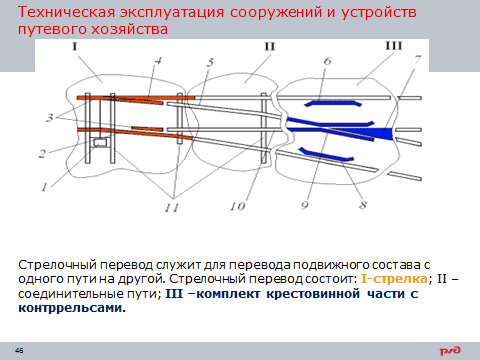 Техническая эксплуатация сооружений и устройств
путевого хозяйства
I II III
4 5 6 7
3
2
1 11 10 9 8
Стрелочный перевод служит для перевода подвижного состава с
одного пути на другой. Стрелочный перевод состоит: I-стрелка; II –
соединительные пути; III –комплект крестовинной части с
контррельсами.
46
ржд